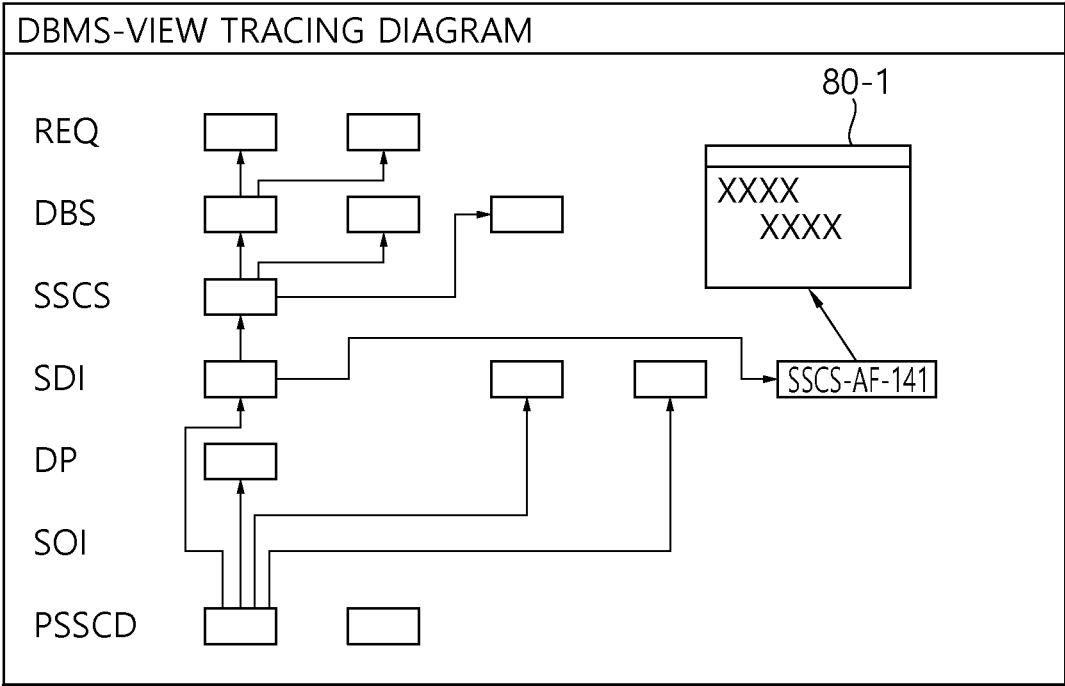 DBMS-VIEW TRACING DIAGRAM
80-1
REQ
XXXX
DBS
XXXX
SSCS
SDI
SSCS-AF-141
DP
SOI
PSSCD